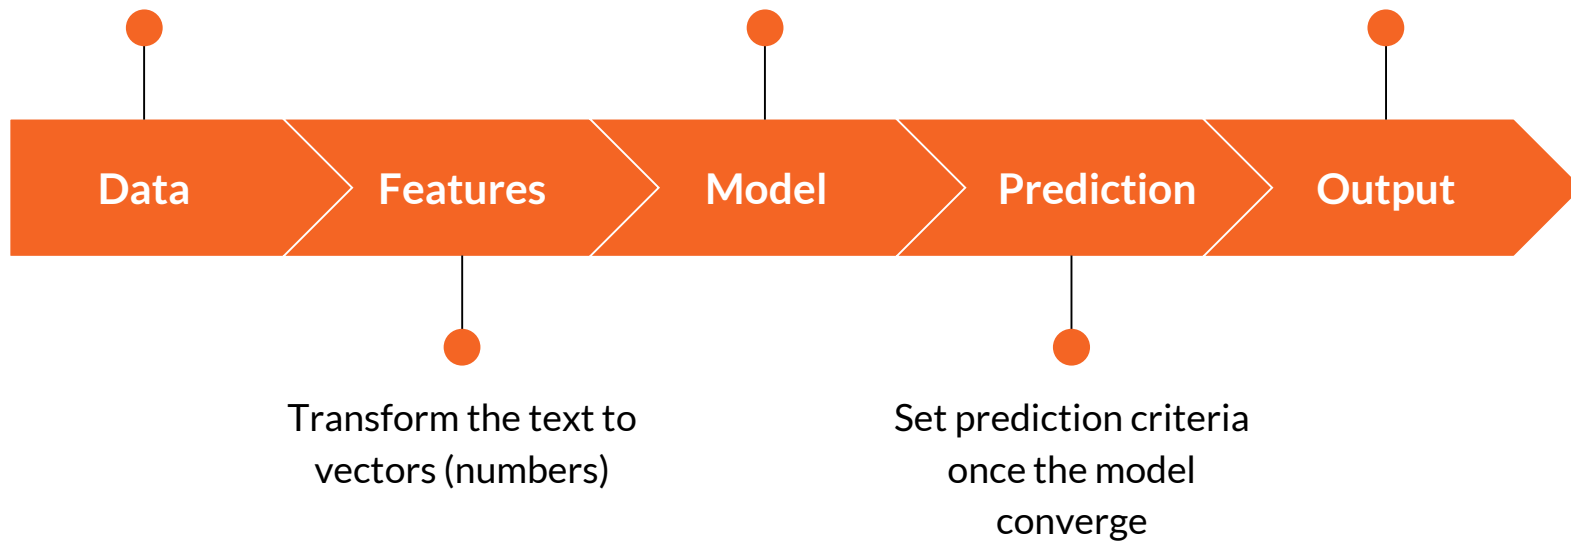 Data
Features
Model
Prediction
Output
Transform the text to
vectors (numbers)
Set prediction criteria
once the model
converge